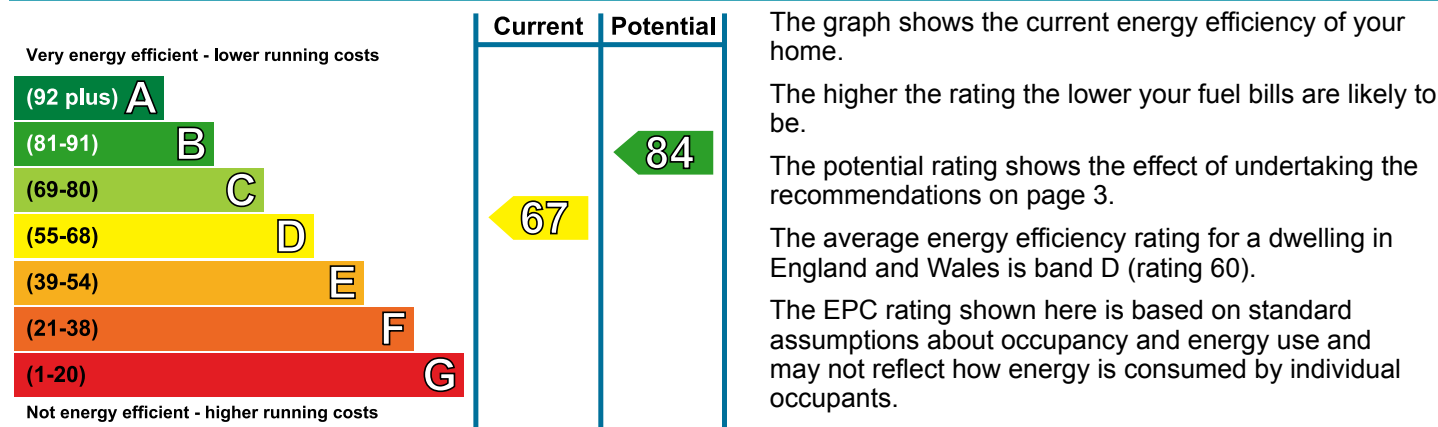 Current Potential
Very energy efficient - lower running costs
(92 plus) A
(81-91) B
(69-80) C
(55-68) D
(39-54) E
(21-38) F
(1-20) G
Not energy efficient - higher running costs
84
67
The graph shows the current energy efficiency of your
home.
The higher the rating the lower your fuel bills are likely to
be.
The potential rating shows the effect of undertaking the
recommendations on page 3.
The average energy efficiency rating for a dwelling in
England and Wales is band D (rating 60).
The EPC rating shown here is based on standard
assumptions about occupancy and energy use and
may not reflect how energy is consumed by individual
occupants.